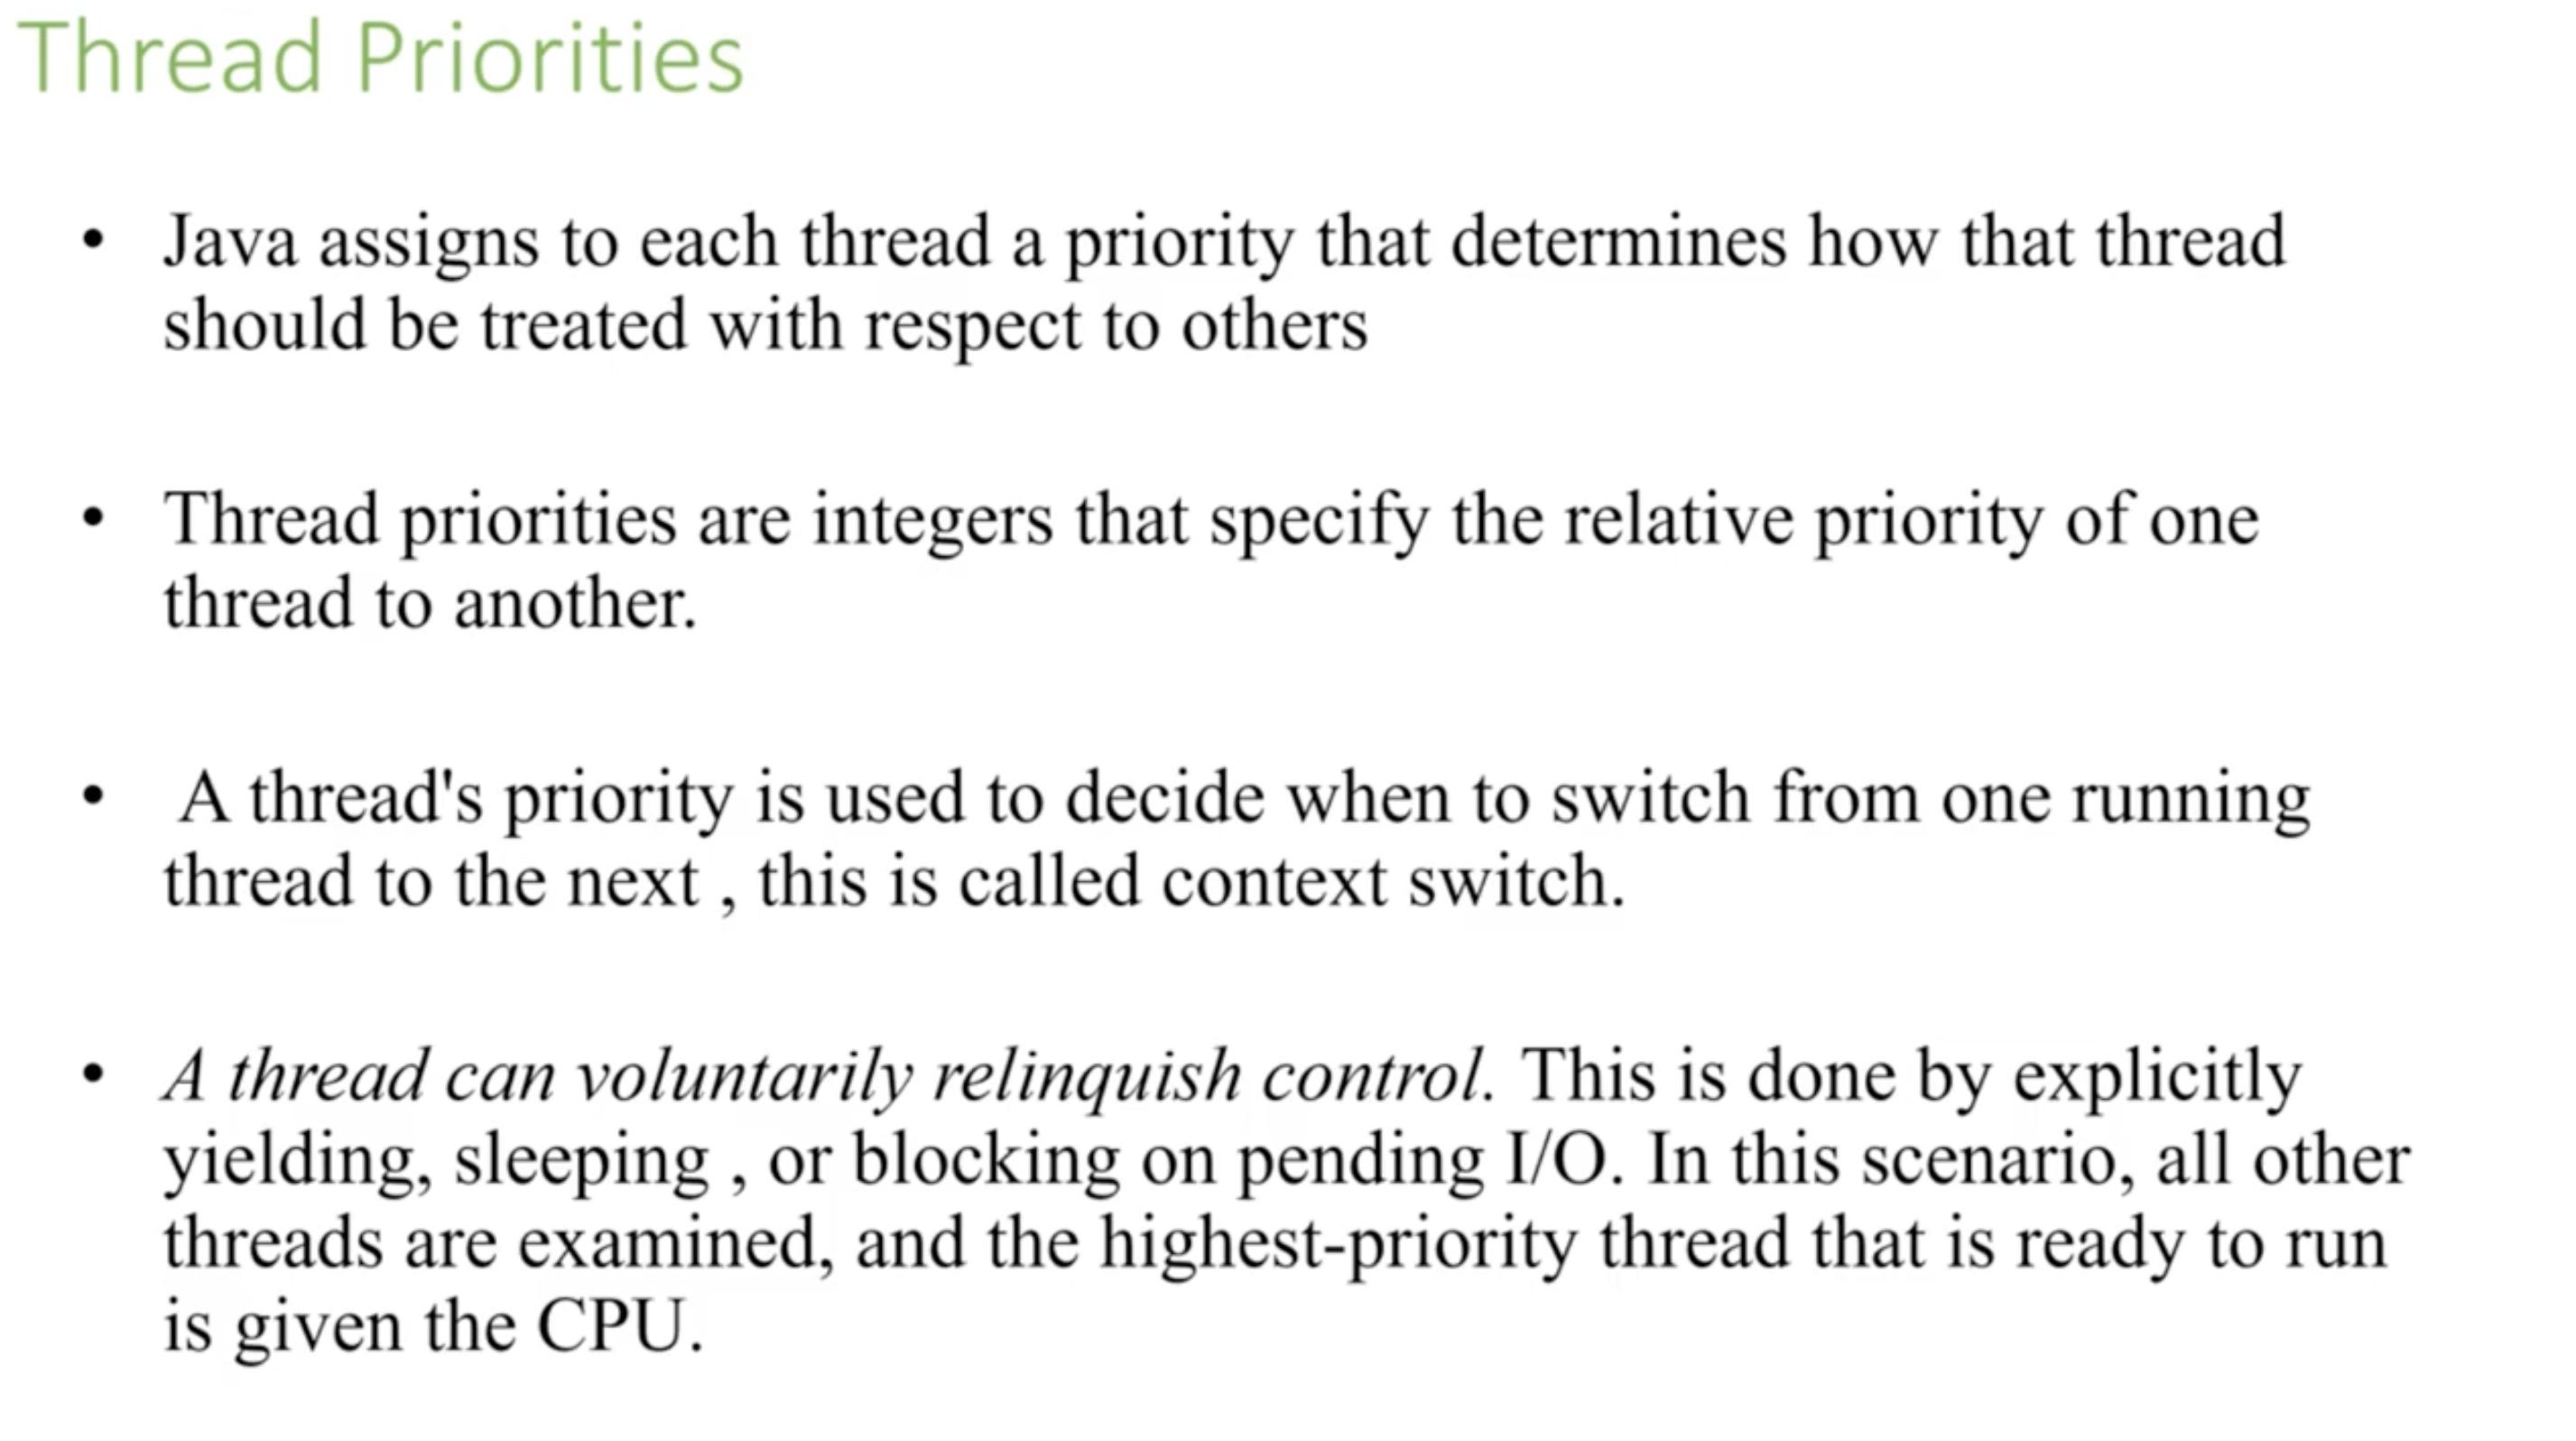 Thread Priorities
• Java assigns to each thread a priority that determines how that thread
should be treated with respect to others
• Thread priorities are integers that specify the relative priority of one
thread to another.
• A thread's priority is used to decide when to switch from one running
thread to the next , this is called context switch.
• A thread can voluntarily relinquish control. This is done by explicitly
yielding, sleeping , or blocking on pending I/O. In this scenario, all other
threads are examined, and the highest-priority thread that is ready to run
is given the CPU.